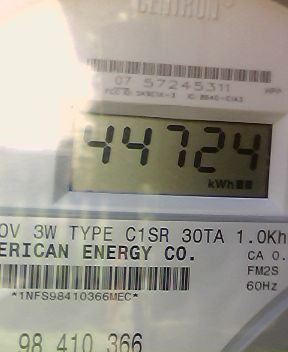 CENTRON®
07 57245311
44724
kWh
0V 3W TYPE C1SR 30TA 1.0Kh
ERICAN ENERGY CO.
CA 0.
FM2S
60Hz
*1NFS98410366MEC*
98 410 366